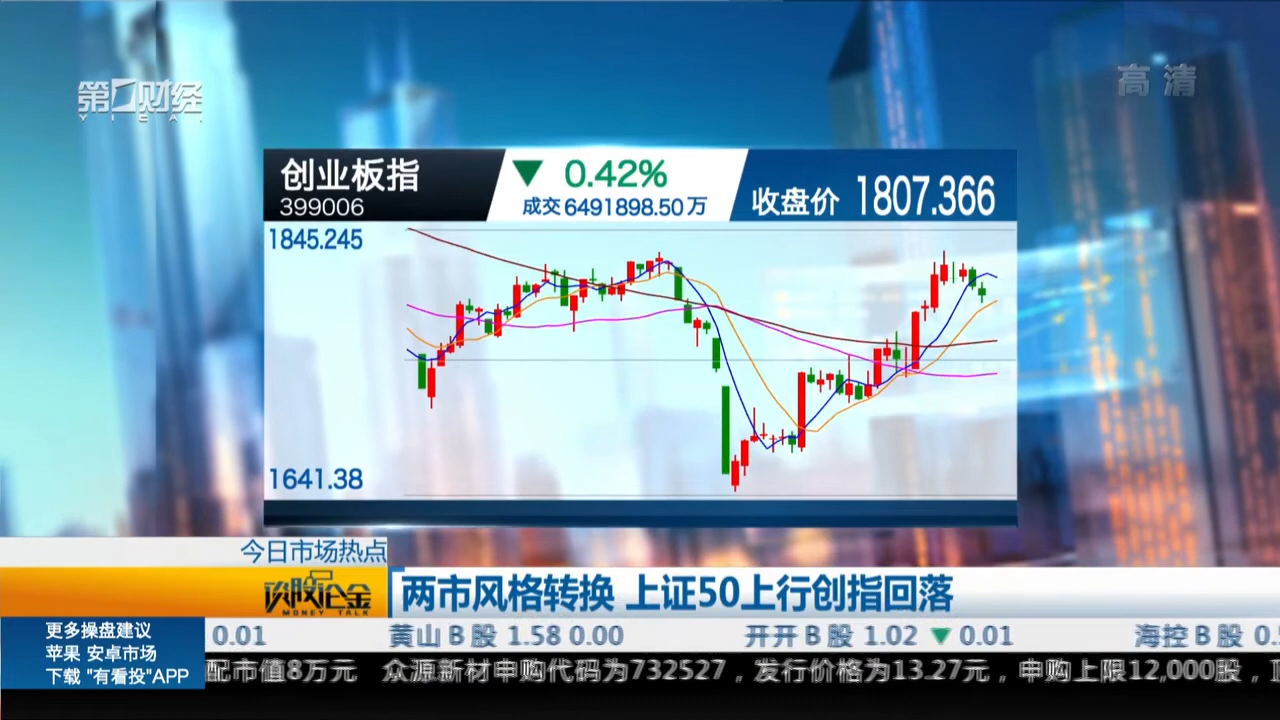 第一财经
YICAI
高清
创业板指
399006
▼ 0.42%
成交6491898.50万
收盘价 1807.366
1845.245
1641.38
今日市场热点
谈股论金
MONEY TALK
两市风格转换 上证50上行创指回落
更多操盘建议
苹果 安卓市场
下载 "有看投"APP
0.01 黄山B股 1.58 0.00 开开B股 1.02 ▼ 0.01 海控B股 0.
配市值8万元 众源新材申购代码为732527，发行价格为13.27元，申购上限12,000股，